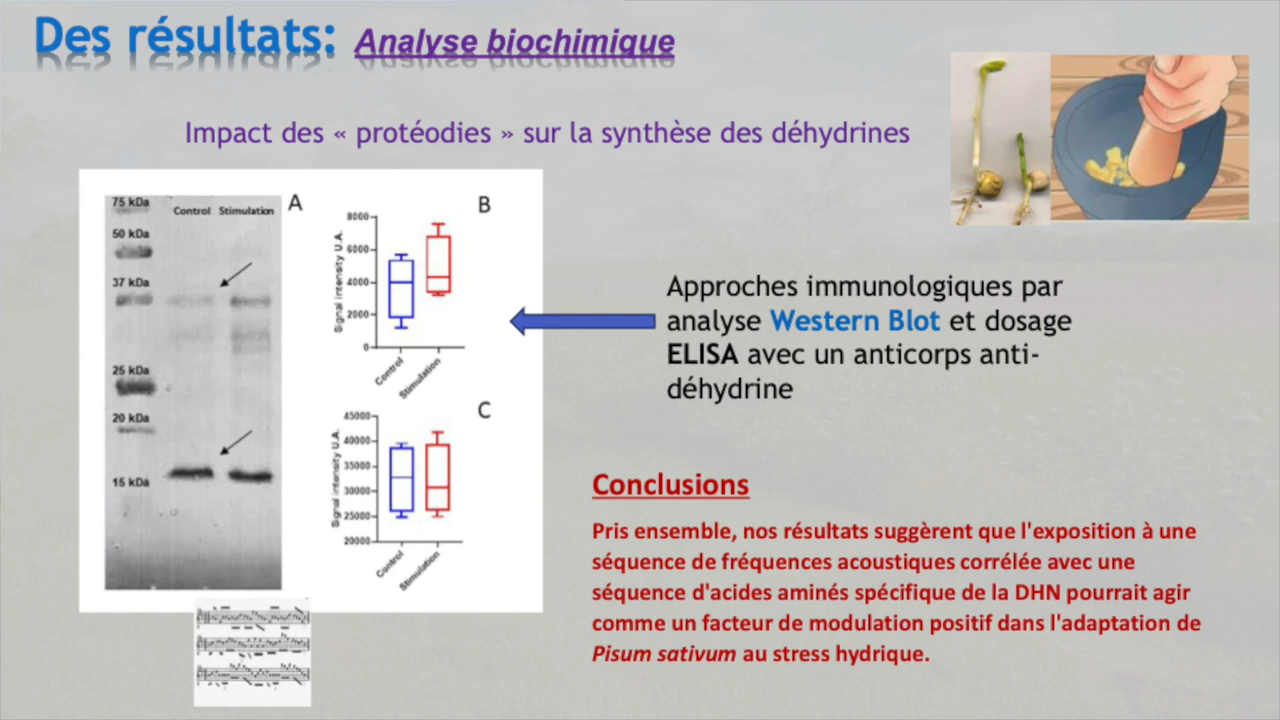 Des résultats: Analyse biochimique
Impact des « protéodies » sur la synthèse des déhydrines
75 kDa
Control Stimulation
A
50 kDa
37 kDa
25 kDa
20 kDa
15 kDa
B
Signal intensity U.A.
8000
6000
4000
2000
0
Control
Stimulation
C
Signal intensity U.A.
45000
40000
35000
30000
25000
20000
Control
Stimulation
Approches immunologiques par
analyse Western Blot et dosage
ELISA avec un anticorps anti-
déhydrine
Conclusions
Pris ensemble, nos résultats suggèrent que l'exposition à une
séquence de fréquences acoustiques corrélée avec une
séquence d'acides aminés spécifique de la DHN pourrait agir
comme un facteur de modulation positif dans l'adaptation de
Pisum sativum au stress hydrique.